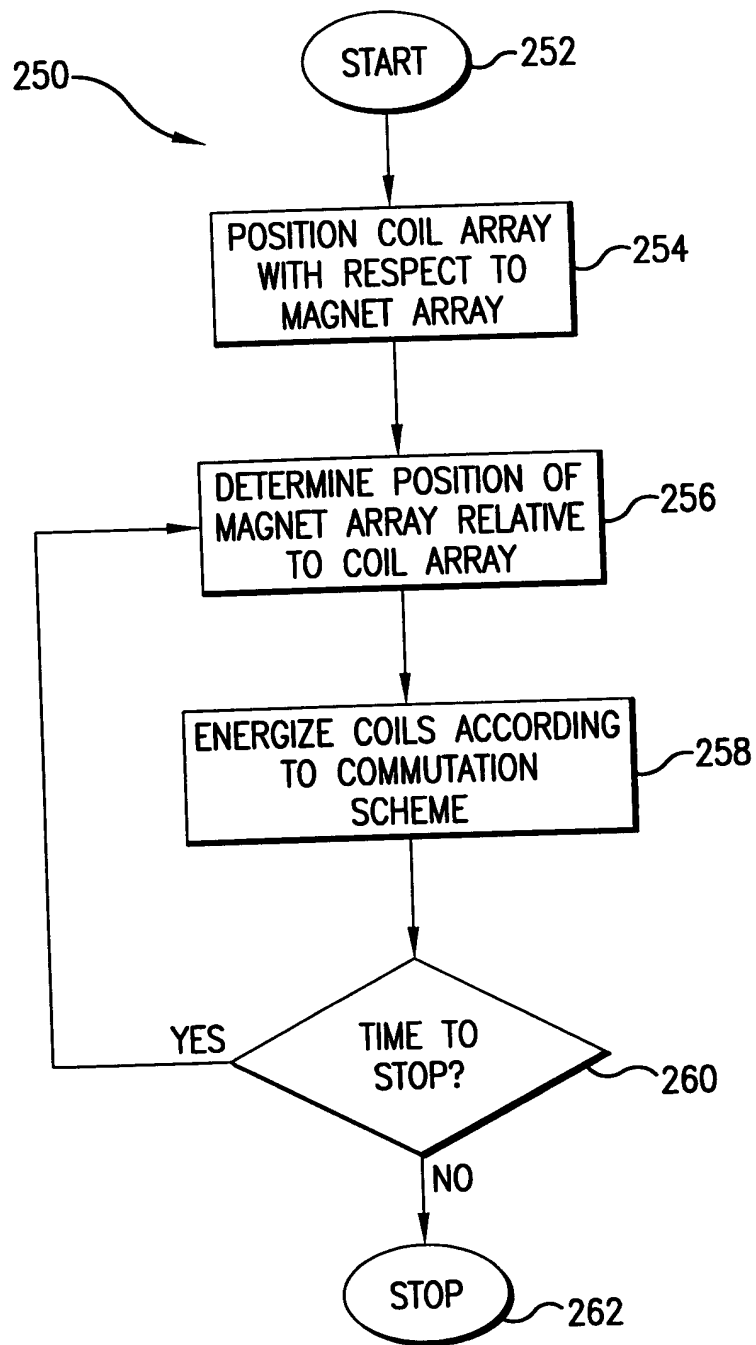 START
252
250
POSITION COIL ARRAY
WITH RESPECT TO
MAGNET ARRAY
254
DETERMINE POSITION OF
MAGNET ARRAY RELATIVE
TO COIL ARRAY
256
ENERGIZE COILS ACCORDING
TO COMMUTATION
SCHEME
258
YES
TIME TO
STOP?
260
NO
STOP
262